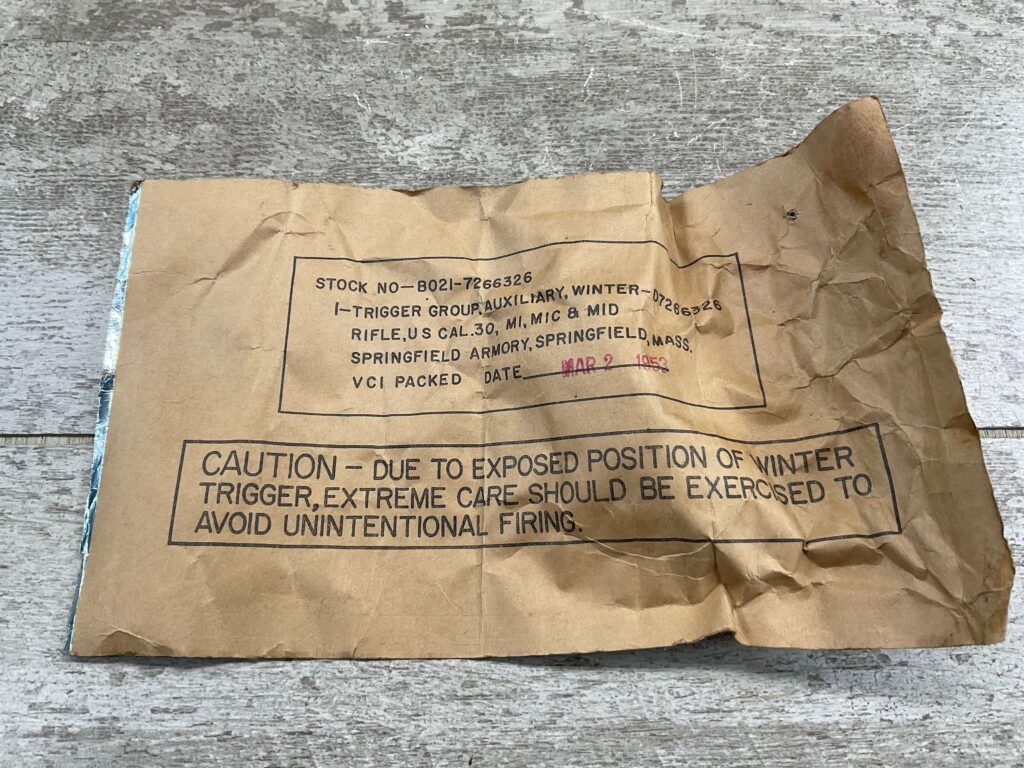 STOCK NO-8021-7266326
1-TRIGGER GROUP, AUXILIARY, WINTER-D7266326
RIFLE, US CAL.30, M1, M1C & M1D
SPRINGFIELD ARMORY, SPRINGFIELD, MASS.
VCI PACKED DATE MAR 2 1953
CAUTION - DUE TO EXPOSED POSITION OF WINTER
TRIGGER, EXTREME CARE SHOULD BE EXERCISED TO
AVOID UNINTENTIONAL FIRING.